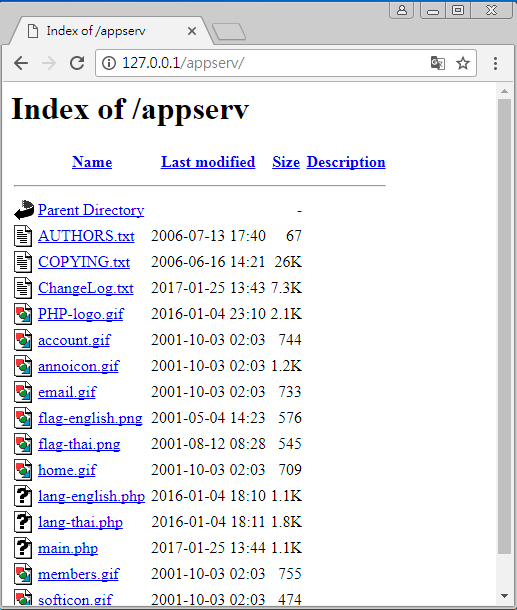 Index of /appserv
127.0.0.1/appserv/
Index of /appserv
Name Last modified Size Description
Parent Directory -
AUTHORS.txt 2006-07-13 17:40 67
COPYING.txt 2006-06-16 14:21 26K
ChangeLog.txt 2017-01-25 13:43 7.3K
PHP-logo.gif 2016-01-04 23:10 2.1K
account.gif 2001-10-03 02:03 744
annoicon.gif 2001-10-03 02:03 1.2K
email.gif 2001-10-03 02:03 733
flag-english.png 2001-05-04 14:23 576
flag-thai.png 2001-08-12 08:28 545
home.gif 2001-10-03 02:03 709
lang-english.php 2016-01-04 18:10 1.1K
lang-thai.php 2016-01-04 18:11 1.8K
main.php 2017-01-25 13:44 1.1K
members.gif 2001-10-03 02:03 755
softicon.gif 2001-10-03 02:03 474